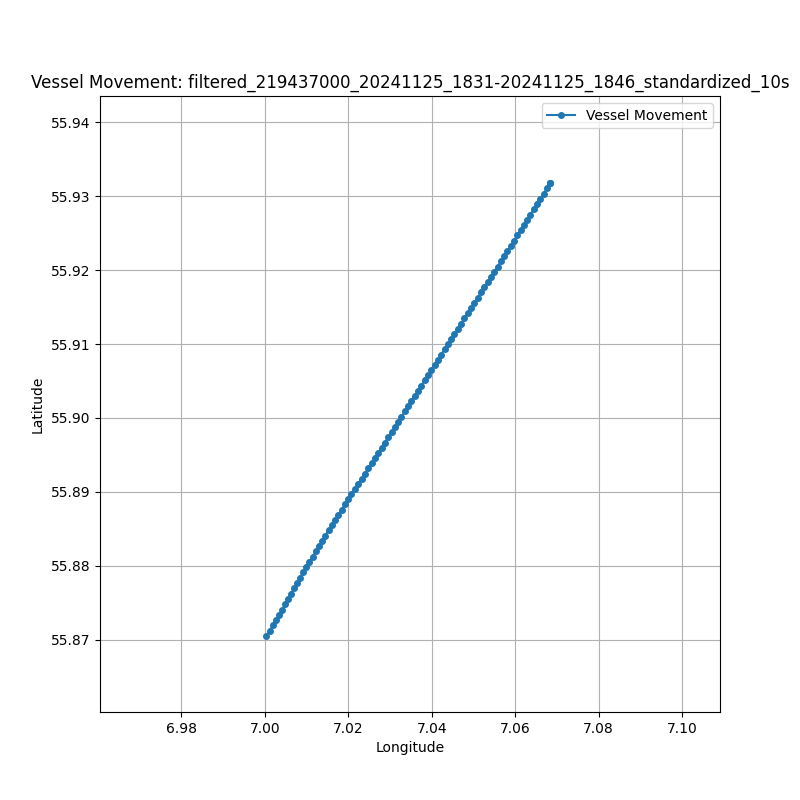 Vessel Movement: filtered_219437000_20241125_1831-20241125_1846_standardized_10s
Vessel Movement
55.94
55.93
55.92
55.91
55.90
55.89
55.88
55.87
Latitude
6.98 7.00 7.02 7.04 7.06 7.08 7.10
Longitude